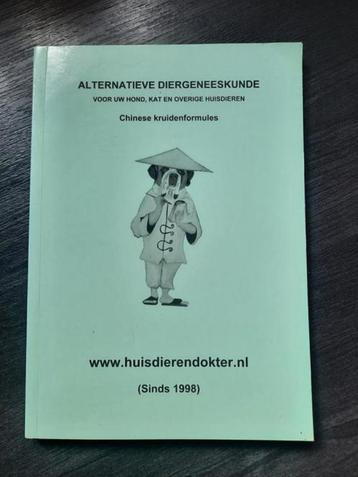 ALTERNATIEVE DIERGENEESKUNDE
VOOR UW HOND, KAT EN OVERIGE HUISDIEREN
Chinese kruidenformules
www.huisdierendokter.nl
(Sinds 1998)